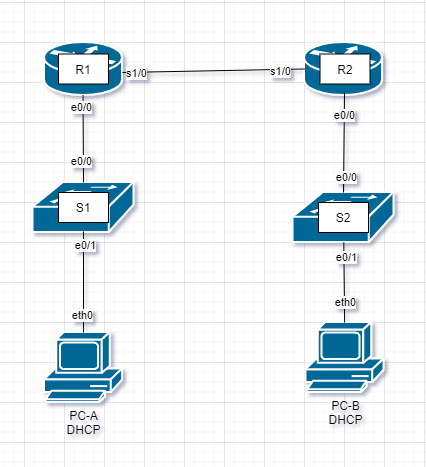 R1
R2
s1/0
s1/0
e0/0
e0/0
e0/0
e0/0
S1
S2
e0/1
e0/1
eth0
eth0
PC-A
DHCP
PC-B
DHCP